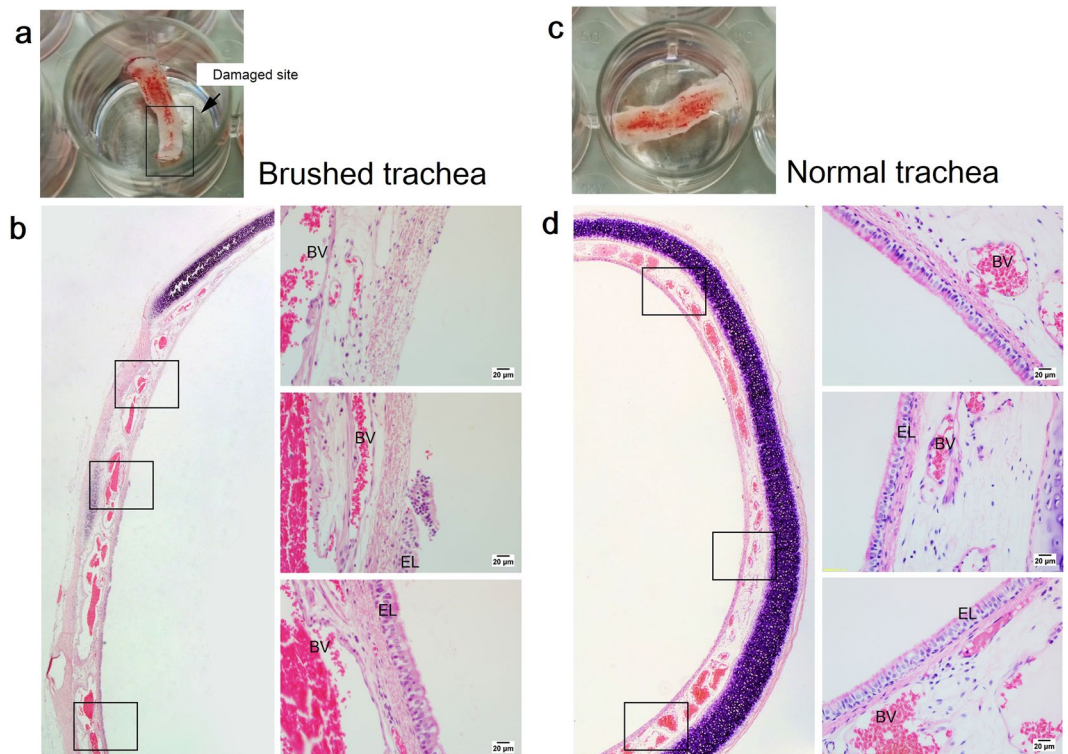 a
Damaged site
Brushed trachea
c
Normal trachea
b
BV
20 µm
BV
EL
20 µm
EL
BV
20 µm
d
BV
20 µm
EL
BV
20 µm
EL
BV
20 µm